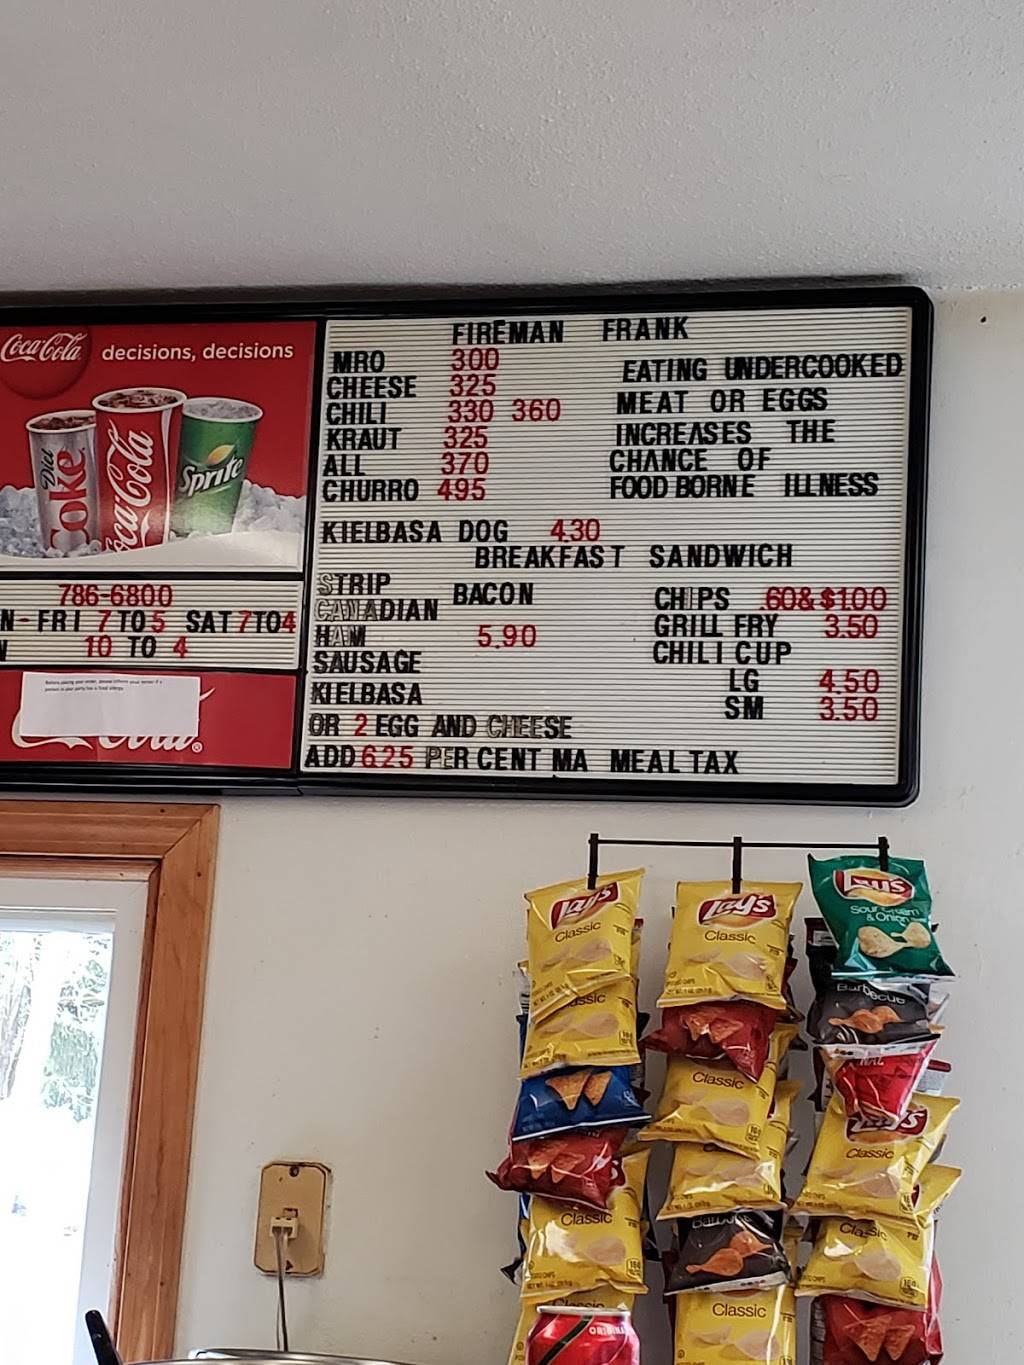 Coca-Cola decisions, decisions
Diet Coke
Coca-Cola
Sprite
786-6800
N - FRI 7 TO 5 SAT 7 TO 4
10 TO 4
FIREMAN FRANK
MRO 300
CHEESE 325
CHILI 330 360
KRAUT 325
ALL 370
CHURRO 495
EATING UNDERCOOKED
MEAT OR EGGS
INCREASES THE
CHANCE OF
FOOD BORNE ILLNESS
KIELBASA DOG 4.30
BREAKFAST SANDWICH
STRIP
CANADIAN BACON
HAM 5.90
SAUSAGE
KIELBASA
OR 2 EGG AND CHEESE
CHIPS .60 & $1.00
GRILL FRY 3.50
CHILI CUP
LG 4.50
SM 3.50
ADD 6.25 PER CENT MA MEAL TAX
Lay's
Classic
Lay's
Classic
Lay's
Sour Cream
& Onion
Classic
Barbecue
Classic
Lay's
Classic
Classic
Barbecue
Classic
Classic
Classic
ORIGINAL